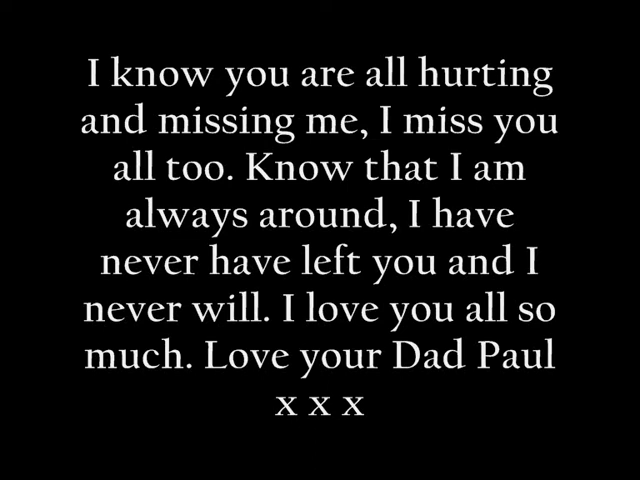 I know you are all hurting
and missing me, I miss you
all too. Know that I am
always around, I have
never have left you and I
never will. I love you all so
much. Love your Dad Paul
x x x